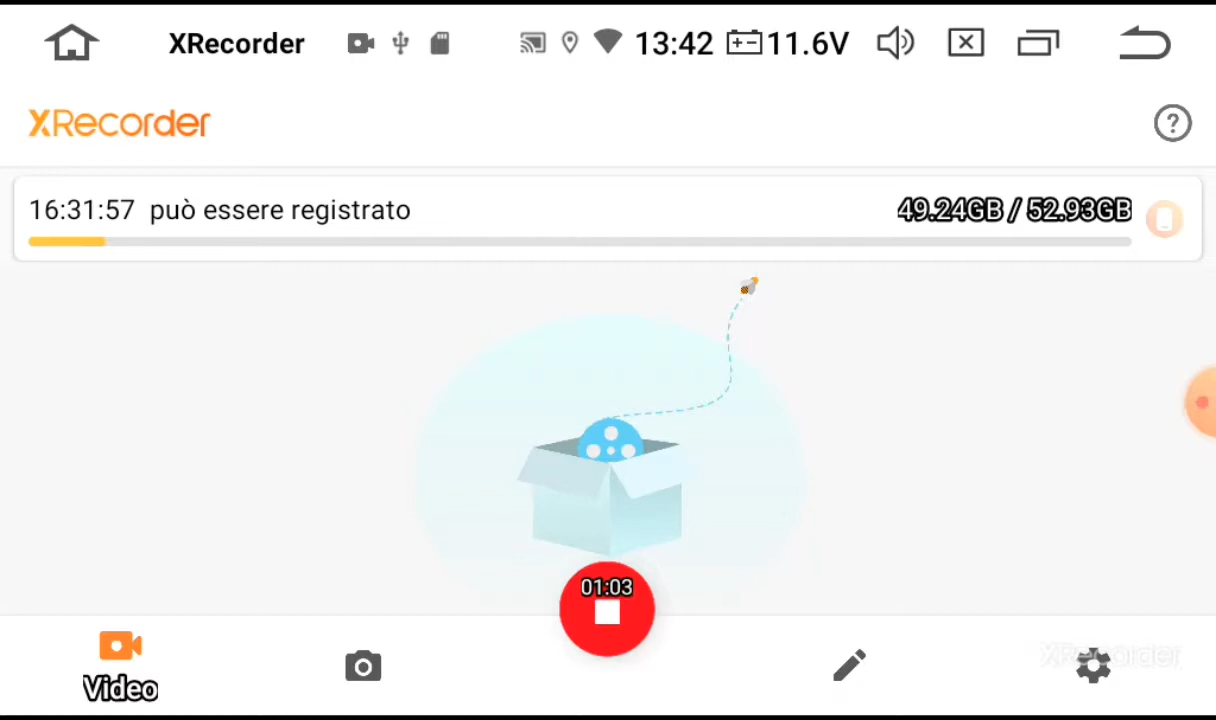 XRecorder 13:42 11.6V
XRecorder
16:31:57 può essere registrato 49.24GB / 52.93GB
01:03
Video
XRecorder